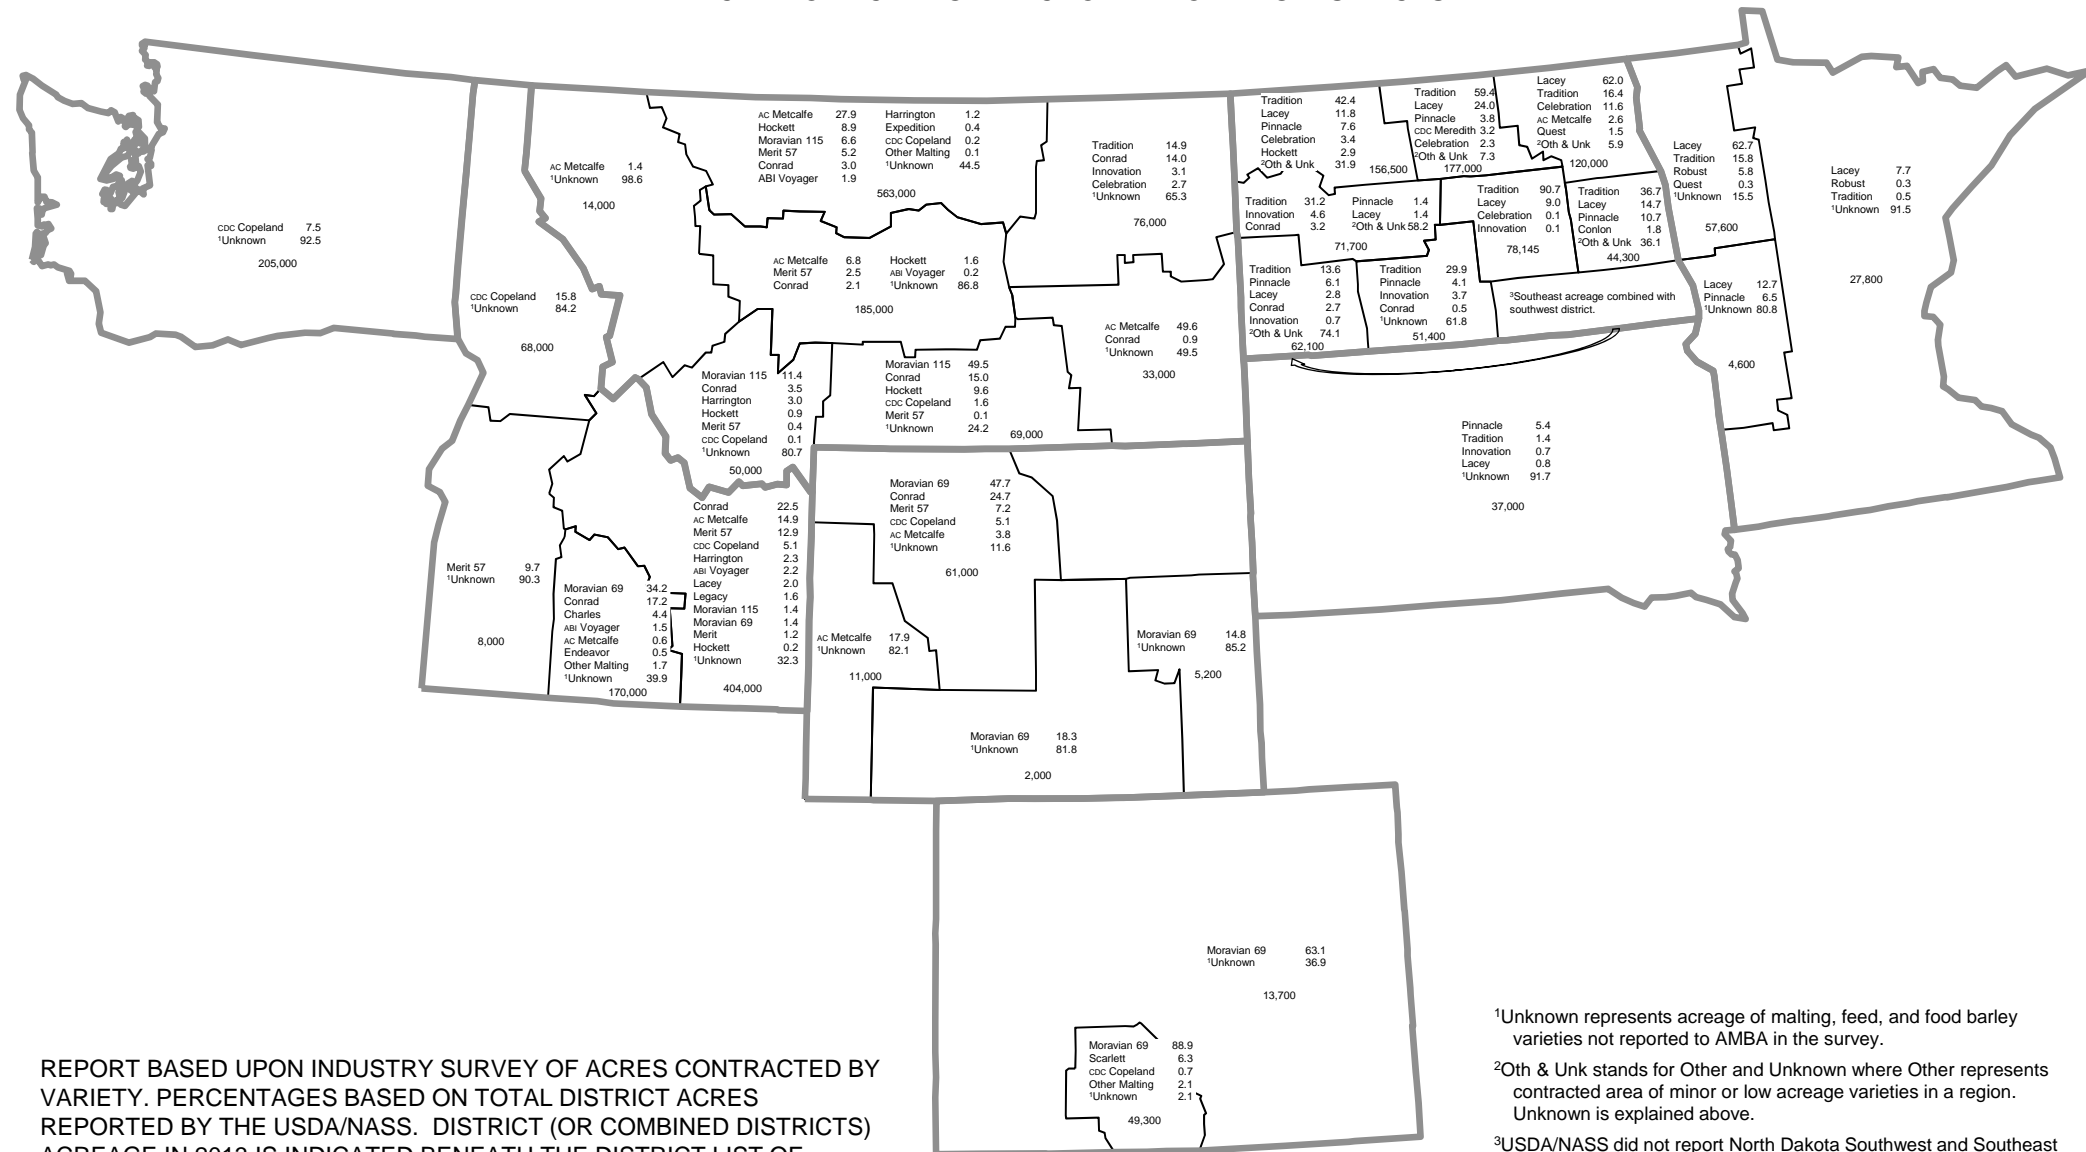 CDC Copeland 7.5
¹Unknown 92.5
205,000
CDC Copeland 15.8
¹Unknown 84.2
68,000
Merit 57 9.7
¹Unknown 90.3
8,000
Moravian 69 34.2
Conrad 17.2
Charles 4.4
ABI Voyager 1.5
AC Metcalfe 0.6
Endeavor 0.5
Other Malting 1.7
¹Unknown 39.9
170,000
Conrad 22.5
AC Metcalfe 14.9
Merit 57 12.9
CDC Copeland 5.1
Harrington 2.3
ABI Voyager 2.2
Lacey 2.0
Legacy 1.6
Moravian 115 1.4
Moravian 69 1.4
Merit 1.2
Hockett 0.2
¹Unknown 32.3
404,000
AC Metcalfe 1.4
¹Unknown 98.6
14,000
AC Metcalfe 27.9 Harrington 1.2
Hockett 8.9 Expedition 0.4
Moravian 115 6.6 CDC Copeland 0.2
Merit 57 5.2 Other Malting 0.1
Conrad 3.0 ¹Unknown 44.5
ABI Voyager 1.9
563,000
Tradition 14.9
Conrad 14.0
Innovation 3.1
Celebration 2.7
¹Unknown 65.3
76,000
AC Metcalfe 6.8 Hockett 1.6
Merit 57 2.5 ABI Voyager 0.2
Conrad 2.1 ¹Unknown 86.8
185,000
AC Metcalfe 49.6
Conrad 0.9
¹Unknown 49.5
33,000
Moravian 115 11.4
Conrad 3.5
Harrington 3.0
Hockett 0.9
Merit 57 0.4
CDC Copeland 0.1
¹Unknown 80.7
50,000
Moravian 115 49.5
Conrad 15.0
Hockett 9.6
CDC Copeland 1.6
Merit 57 0.1
¹Unknown 24.2
69,000
Moravian 69 47.7
Conrad 24.7
Merit 57 7.2
CDC Copeland 5.1
AC Metcalfe 3.8
¹Unknown 11.6
61,000
AC Metcalfe 17.9
¹Unknown 82.1
11,000
Moravian 69 14.8
¹Unknown 85.2
5,200
Moravian 69 18.3
¹Unknown 81.8
2,000
Tradition 42.4
Lacey 11.8
Pinnacle 7.6
Celebration 3.4
Hockett 2.9
²Oth & Unk 31.9
156,500
Tradition 59.4
Lacey 24.0
Pinnacle 3.8
CDC Meredith 3.2
Celebration 2.3
²Oth & Unk 7.3
177,000
Lacey 62.0
Tradition 16.4
Celebration 11.6
AC Metcalfe 2.6
Quest 1.5
²Oth & Unk 5.9
120,000
Tradition 31.2 Pinnacle 1.4
Innovation 4.6 Lacey 1.4
Conrad 3.2 ²Oth & Unk 58.2
71,700
Tradition 90.7
Lacey 9.0
Celebration 0.1
Innovation 0.1
78,145
Tradition 36.7
Lacey 14.7
Pinnacle 10.7
Conlon 1.8
²Oth & Unk 36.1
44,300
Tradition 13.6
Pinnacle 6.1
Lacey 2.8
Conrad 2.7
Innovation 0.7
²Oth & Unk 74.1
62,100
Tradition 29.9
Pinnacle 4.1
Innovation 3.7
Conrad 0.5
¹Unknown 61.8
51,400
³Southeast acreage combined with
southwest district.
Lacey 62.7
Tradition 15.8
Robust 5.8
Quest 0.3
¹Unknown 15.5
57,600
Lacey 7.7
Robust 0.3
Tradition 0.5
¹Unknown 91.5
27,800
Lacey 12.7
Pinnacle 6.5
¹Unknown 80.8
4,600
Pinnacle 5.4
Tradition 1.4
Innovation 0.7
Lacey 0.8
¹Unknown 91.7
37,000
Moravian 69 63.1
¹Unknown 36.9
13,700
Moravian 69 88.9
Scarlett 6.3
CDC Copeland 0.7
Other Malting 2.1
¹Unknown 2.1
49,300
REPORT BASED UPON INDUSTRY SURVEY OF ACRES CONTRACTED BY
VARIETY. PERCENTAGES BASED ON TOTAL DISTRICT ACRES
REPORTED BY THE USDA/NASS. DISTRICT (OR COMBINED DISTRICTS)
ACREAGE IN 2013 IS INDICATED BENEATH THE DISTRICT LIST OF
¹Unknown represents acreage of malting, feed, and food barley
varieties not reported to AMBA in the survey.
²Oth & Unk stands for Other and Unknown where Other represents
contracted area of minor or low acreage varieties in a region.
Unknown is explained above.
³USDA/NASS did not report North Dakota Southwest and Southeast